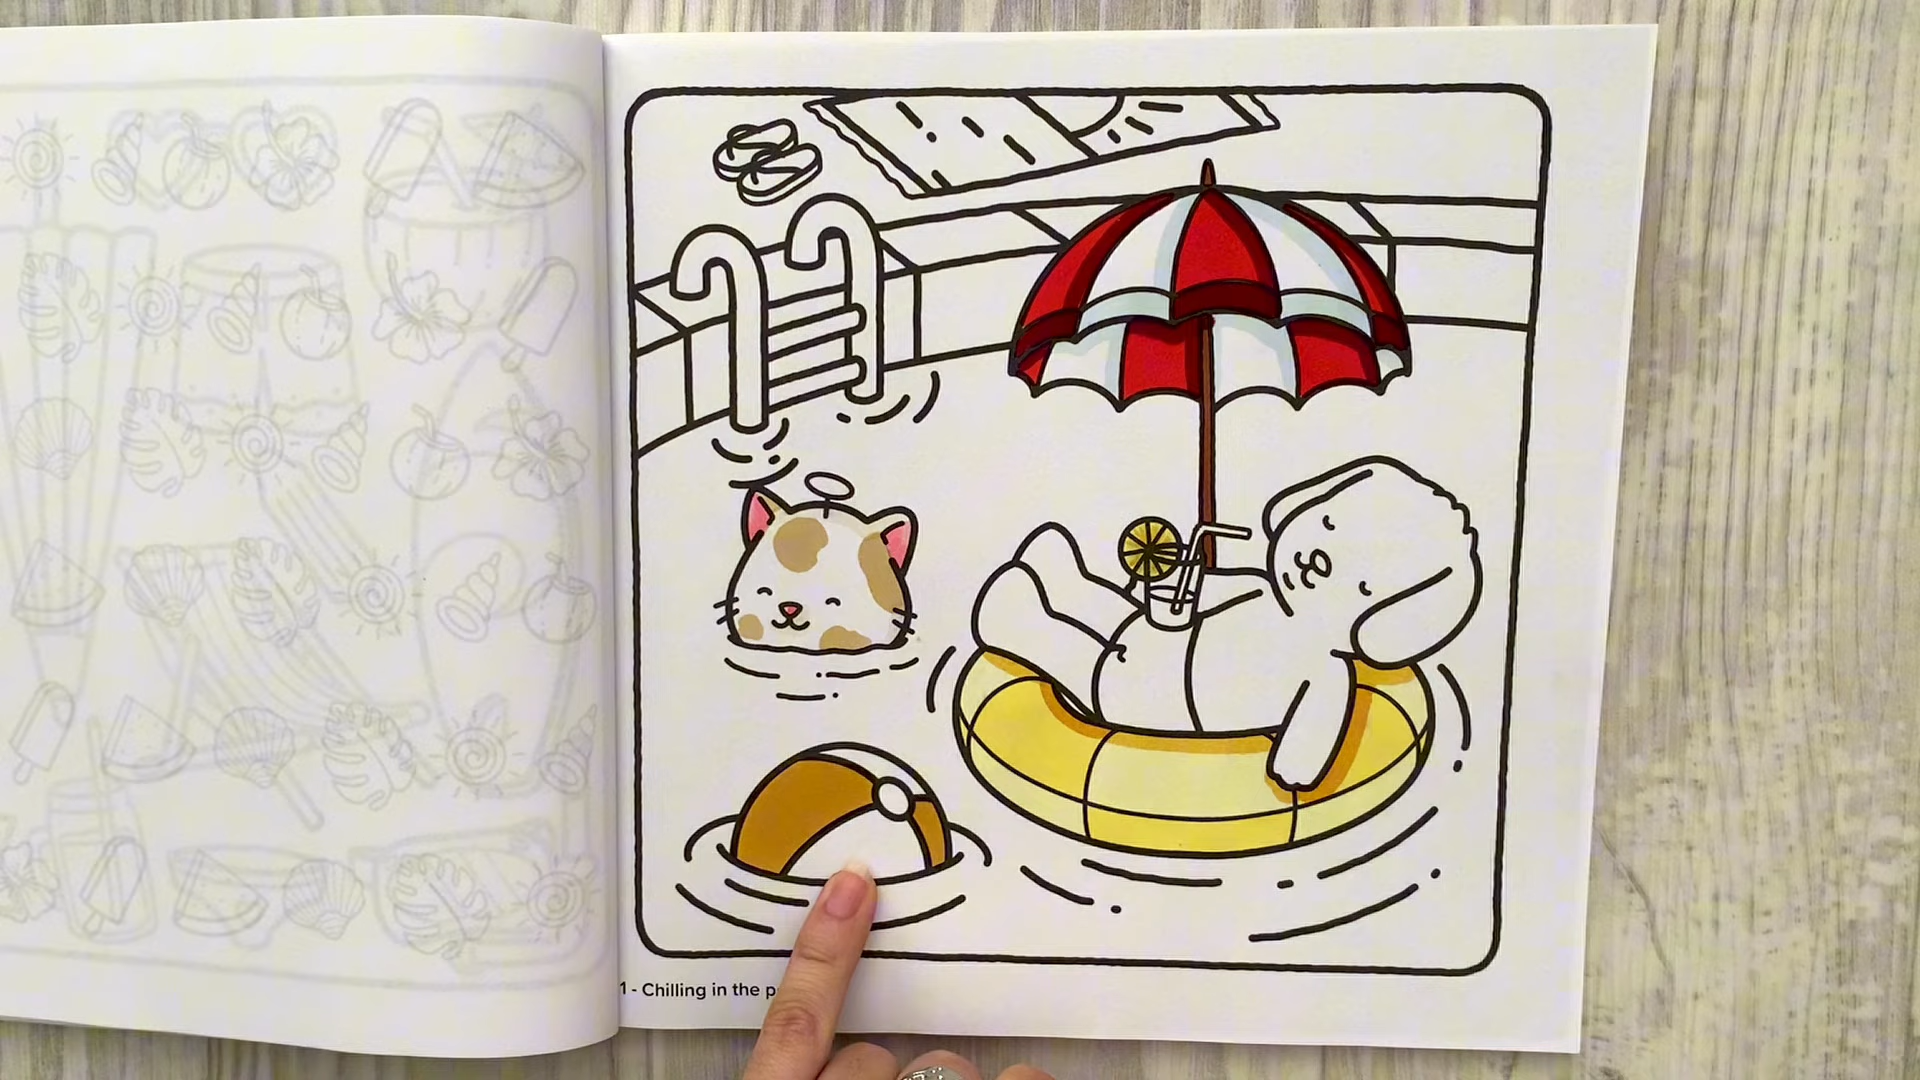 1 - Chilling in the